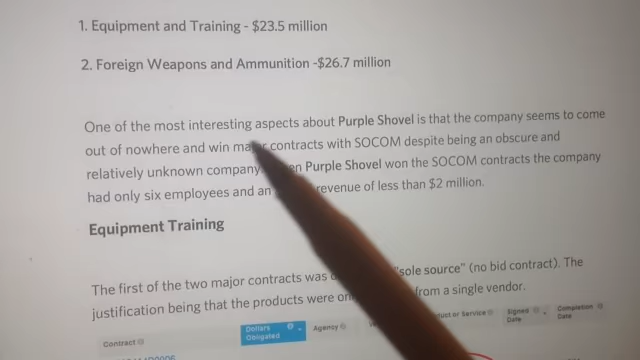 1. Equipment and Training - $23.5 million
2. Foreign Weapons and Ammunition -$26.7 million
One of the most interesting aspects about Purple Shovel is that the company seems to come
out of nowhere and win major contracts with SOCOM despite being an obscure and
relatively unknown company. Purple Shovel won the SOCOM contracts the company
had only six employees and an revenue of less than $2 million.
Equipment Training
The first of the two major contracts was "sole source" (no bid contract). The
justification being that the products were from a single vendor.
Contract Dollars Obligated Agency or Service Signed Date Completion Date